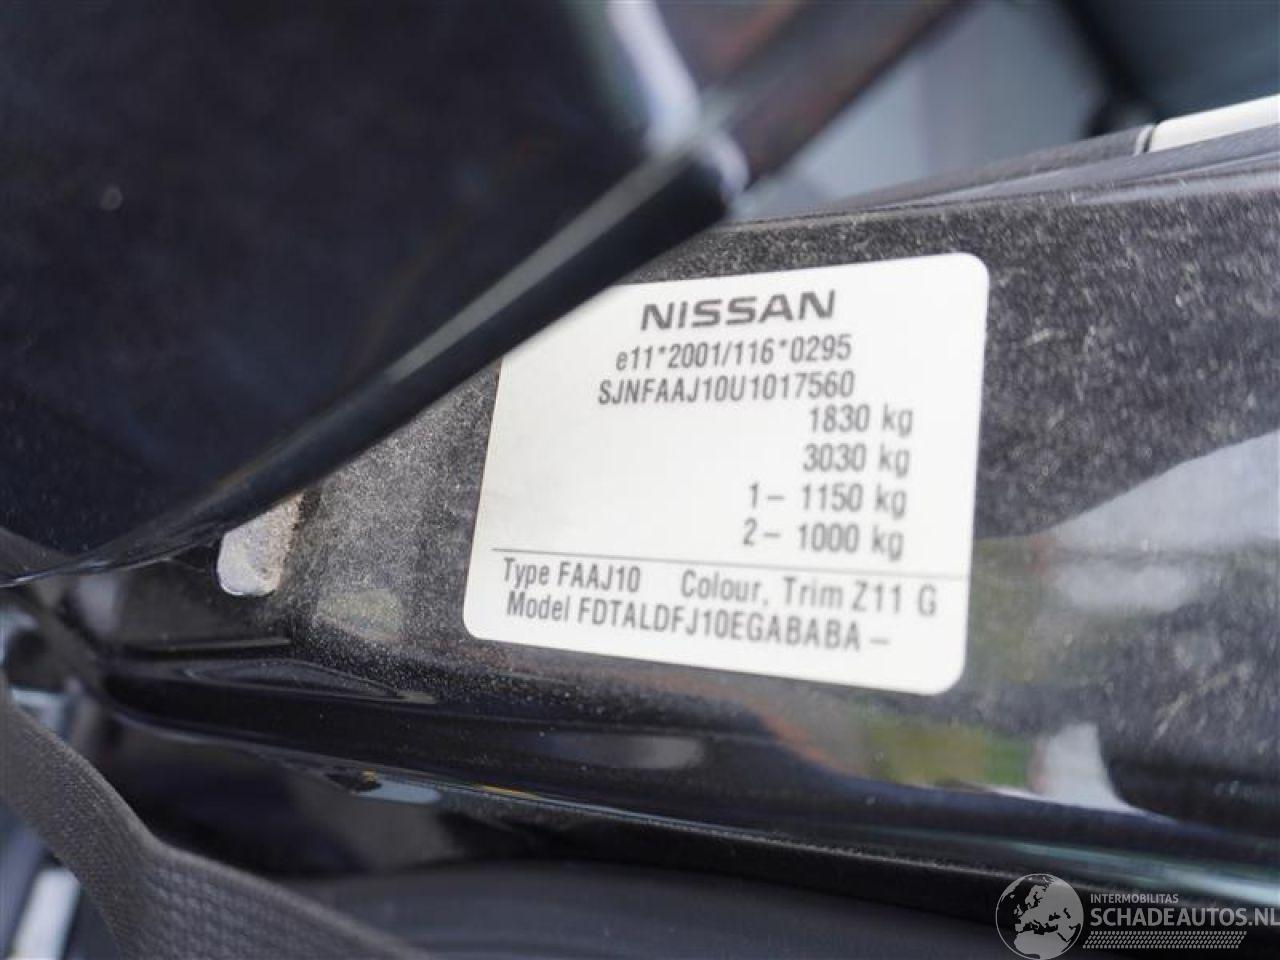 NISSAN
e11*2001/116*0295
SJNFAAJ10U1017560
1830 kg
3030 kg
1- 1150 kg
2- 1000 kg
Type FAAJ10 Colour, Trim Z11 G
Model FDTALDFJ10EGABABA -
INTERMOBILITAS
SCHADEAUTOS.NL